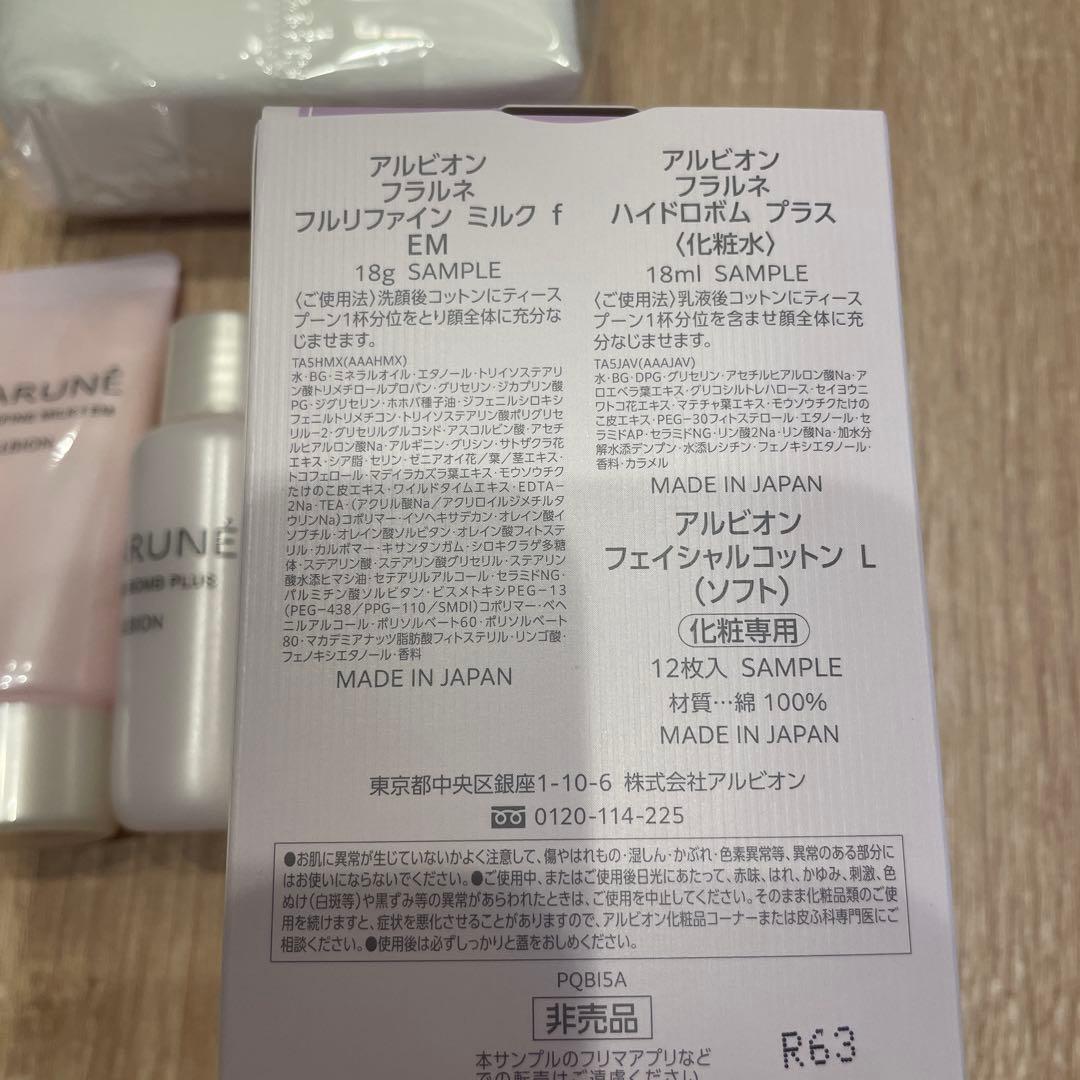 アルビオン
フラルネ
フルリファイン ミルク f
EM
18g SAMPLE
〈ご使用法〉洗顔後コットンにティース
プーン1杯分位をとり顔全体に充分な
じませます。
TA5HMX(AAAHMX)
水・BG・ミネラルオイル・エタノール・トリイソステアリ
ン酸トリメチロールプロパン・グリセリン・ジカプリン酸
PG・ジグリセリン・ホホバ種子油・ジフェニルシロキシ
フェニルトリメチコン・トリイソステアリン酸ポリグリセ
リル-2・グリセリルグルコシド・アスコルビン酸・アセチ
ルヒアルロン酸Na・アルギニン・グリシン・サトザクラ花
エキス・シア脂・セリン・ゼニアオイ花/葉/茎エキス・
トコフェロール・マデイラカズラ葉エキス・モウソウチク
たけのこ皮エキス・ワイルドタイムエキス・EDTA-
2Na・TEA・(アクリル酸Na/アクリロイルジメチルタ
ウリンNa)コポリマー・イソヘキサデカン・オレイン酸イ
ソブチル・オレイン酸ソルビタン・オレイン酸フィトステ
リル・カルボマー・キサンタンガム・シロキクラゲ多糖
体・ステアリン酸・ステアリン酸グリセリル・ステアリン
酸水添ヒマシ油・セテアリルアルコール・セラミドNG・
パルミチン酸ソルビタン・ビスメトキシPEG-13
(PEG-438/PPG-110/SMDI)コポリマー・ベヘ
ニルアルコール・ポリソルベート60・ポリソルベート
80・マカデミアナッツ脂肪酸フィトステリル・リンゴ酸・
フェノキシエタノール・香料
MADE IN JAPAN
アルビオン
フラルネ
ハイドロボム プラス
〈化粧水〉
18ml SAMPLE
〈ご使用法〉乳液後コットンにティース
プーン1杯分位を含ませ顔全体に充
分なじませます。
TA5JAV(AAAJAV)
水・BG・DPG・グリセリン・アセチルヒアルロン酸Na・ア
ロエベラ葉エキス・グリコシルトレハロース・セイヨウニ
ワトコ花エキス・マテチャ葉エキス・モウソウチクたけの
こ皮エキス・PEG-30フィトステロール・エタノール・セ
ラミドAP・セラミドNG・リン酸2Na・リン酸Na・加水分
解水添デンプン・水添レシチン・フェノキシエタノール・
香料・カラメル
MADE IN JAPAN
アルビオン
フェイシャルコットン L
(ソフト)
化粧専用
12枚入 SAMPLE
材質…綿 100%
MADE IN JAPAN
東京都中央区銀座1-10-6 株式会社アルビオン
0120-114-225
●お肌に異常が生じていないかよく注意して、傷やはれもの・湿しん・かぶれ・色素異常等、異常のある部分に
はお使いにならないでください。●ご使用中、またはご使用後日光にあたって、赤味、はれ、かゆみ、刺激、色
ぬけ(白斑等)や黒ずみ等の異常があらわれたときは、ご使用を中止してください。そのまま化粧品類のご使
用を続けますと、症状を悪化させることがありますので、アルビオン化粧品コーナーまたは皮ふ科専門医にご
相談ください。●使用後は必ずしっかりと蓋をおしめください。
PQBI5A
非売品
R63
本サンプルのフリマアプリなど
での転売はご遠慮ください
ARUNÉ
BION
ARUNÉ
BOMB PLUS
BION